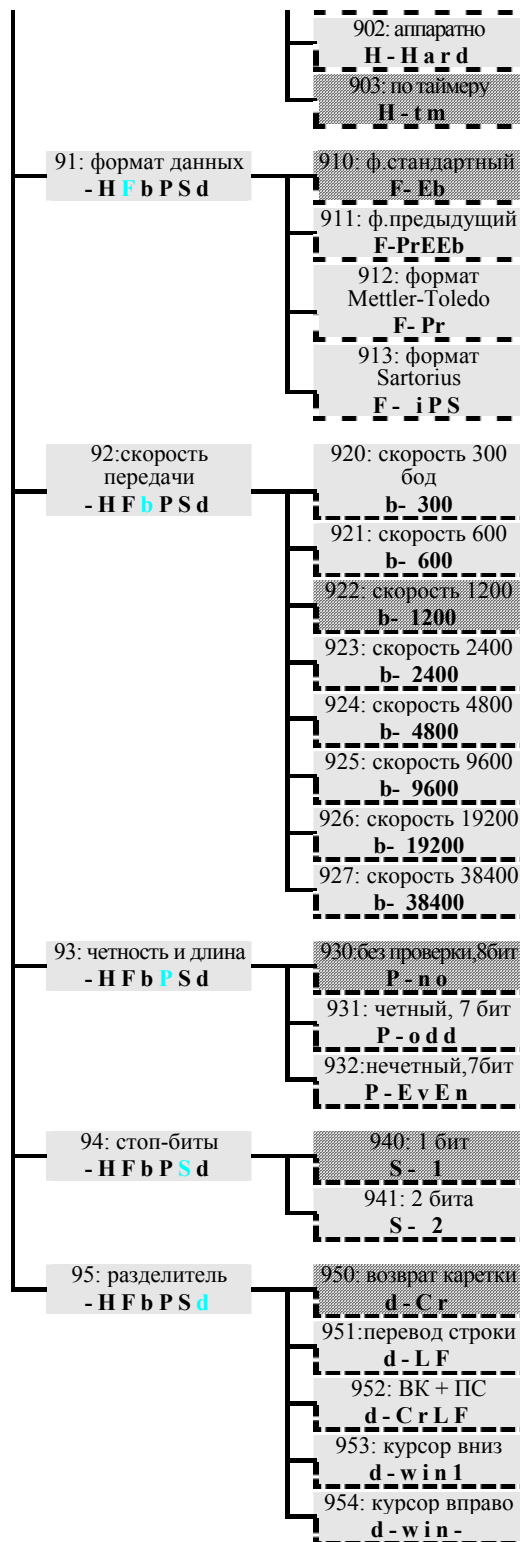 902: аппаратно
H - H a r d
903: по таймеру
H - t m
91: формат данных
- H F b P S d
910: ф.стандартный
F- Eb
911: ф.предыдущий
F-PrEEb
912: формат
Mettler-Toledo
F- Pr
913: формат
Sartorius
F - i P S
92:скорость
передачи
- H F b P S d
920: скорость 300
бод
b- 300
921: скорость 600
b- 600
922: скорость 1200
b- 1200
923: скорость 2400
b- 2400
924: скорость 4800
b- 4800
925: скорость 9600
b- 9600
926: скорость 19200
b- 19200
927: скорость 38400
b- 38400
93: четность и длина
- H F b P S d
930:без проверки,8бит
P - n o
931: четный, 7 бит
P - o d d
932:нечетный,7бит
P - E v E n
94: стоп-биты
- H F b P S d
940: 1 бит
S - 1
941: 2 бита
S - 2
95: разделитель
- H F b P S d
950: возврат каретки
d - C r
951:перевод строки
d - L F
952: ВК + ПС
d - C r L F
953: курсор вниз
d - w i n 1
954: курсор вправо
d - w i n -